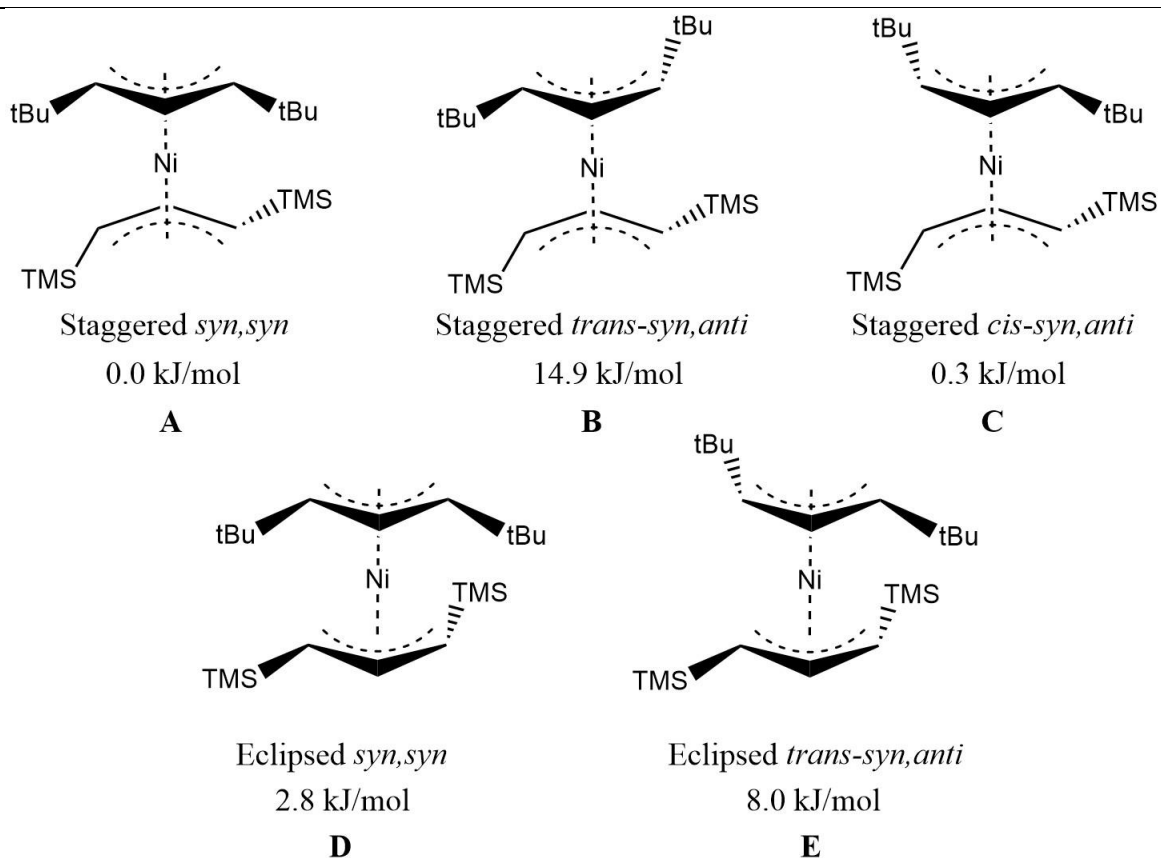 tBu
tBu
Ni
TMS
TMS
Staggered syn,syn
0.0 kJ/mol
A
tBu
tBu
Ni
TMS
TMS
Staggered trans-syn,anti
14.9 kJ/mol
B
tBu
tBu
Ni
TMS
TMS
Staggered cis-syn,anti
0.3 kJ/mol
C
tBu
tBu
Ni
TMS
TMS
Eclipsed syn,syn
2.8 kJ/mol
D
tBu
tBu
Ni
TMS
TMS
Eclipsed trans-syn,anti
8.0 kJ/mol
E